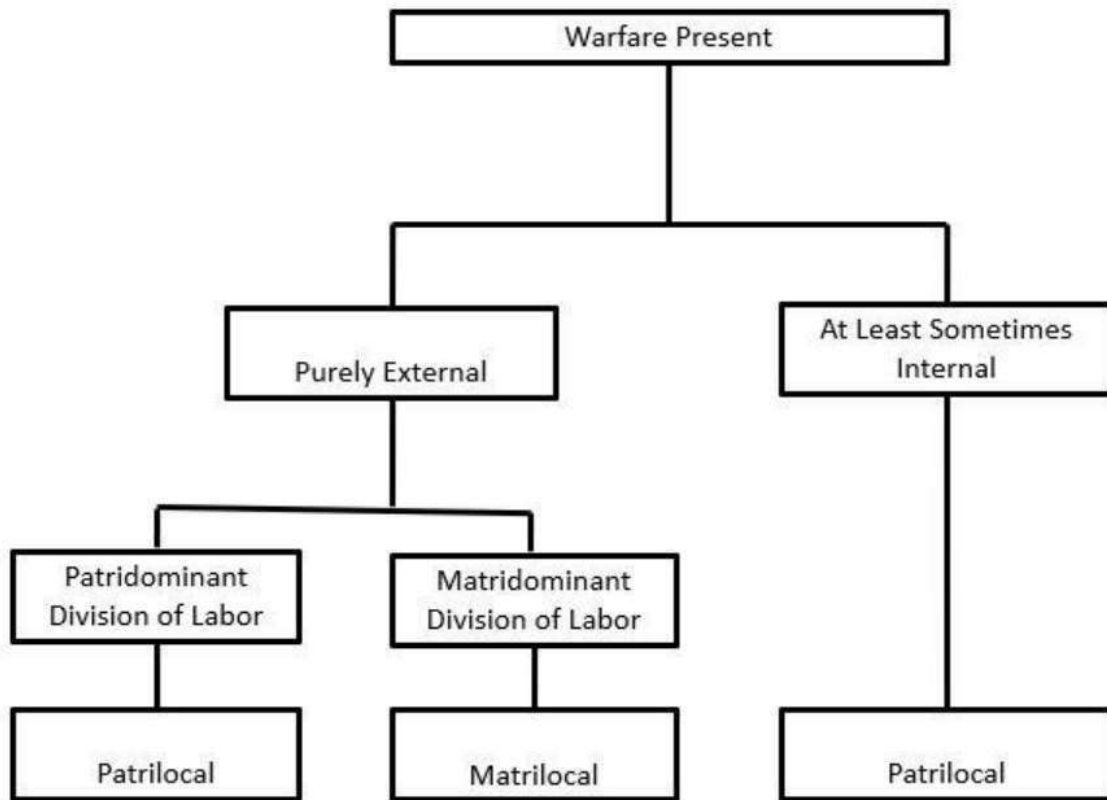 Warfare Present
Purely External
At Least Sometimes
Internal
Patridominant
Division of Labor
Matridominant
Division of Labor
Patrilocal
Matrilocal
Patrilocal